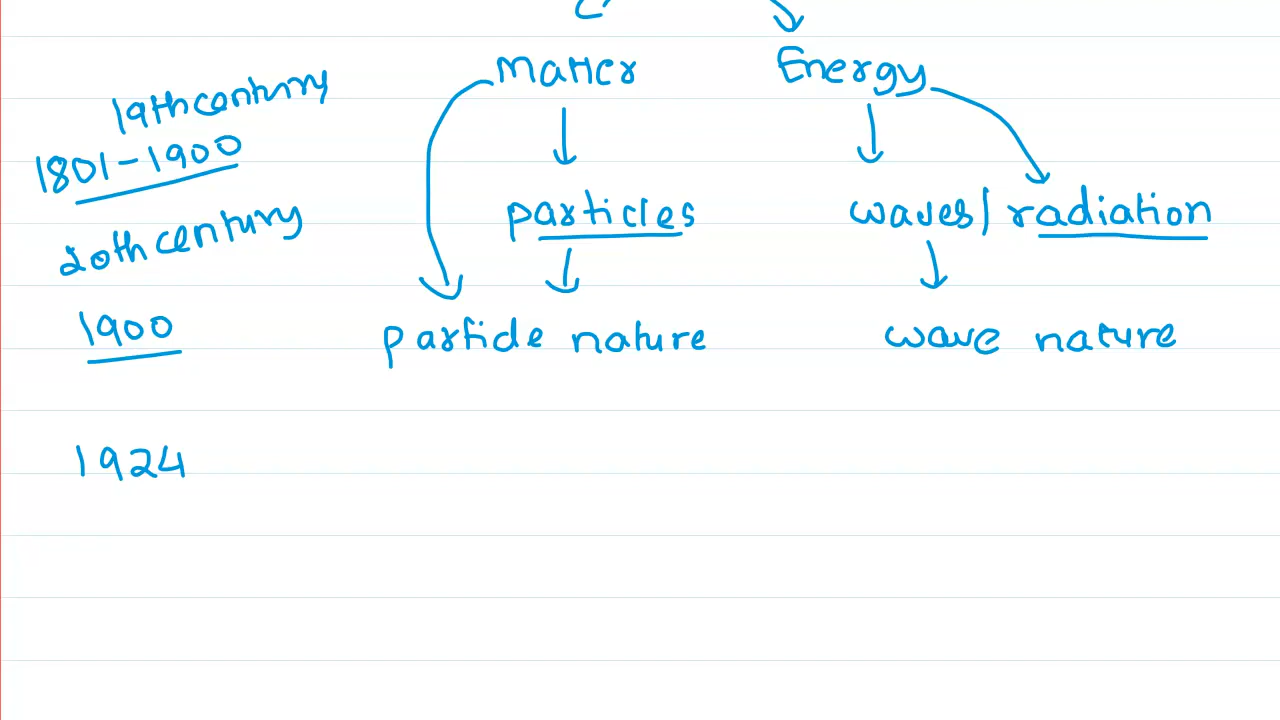 Matter Energy
19th century
1801-1900
particles waves/ radiation
20th century
1900 particle nature wave nature
1924